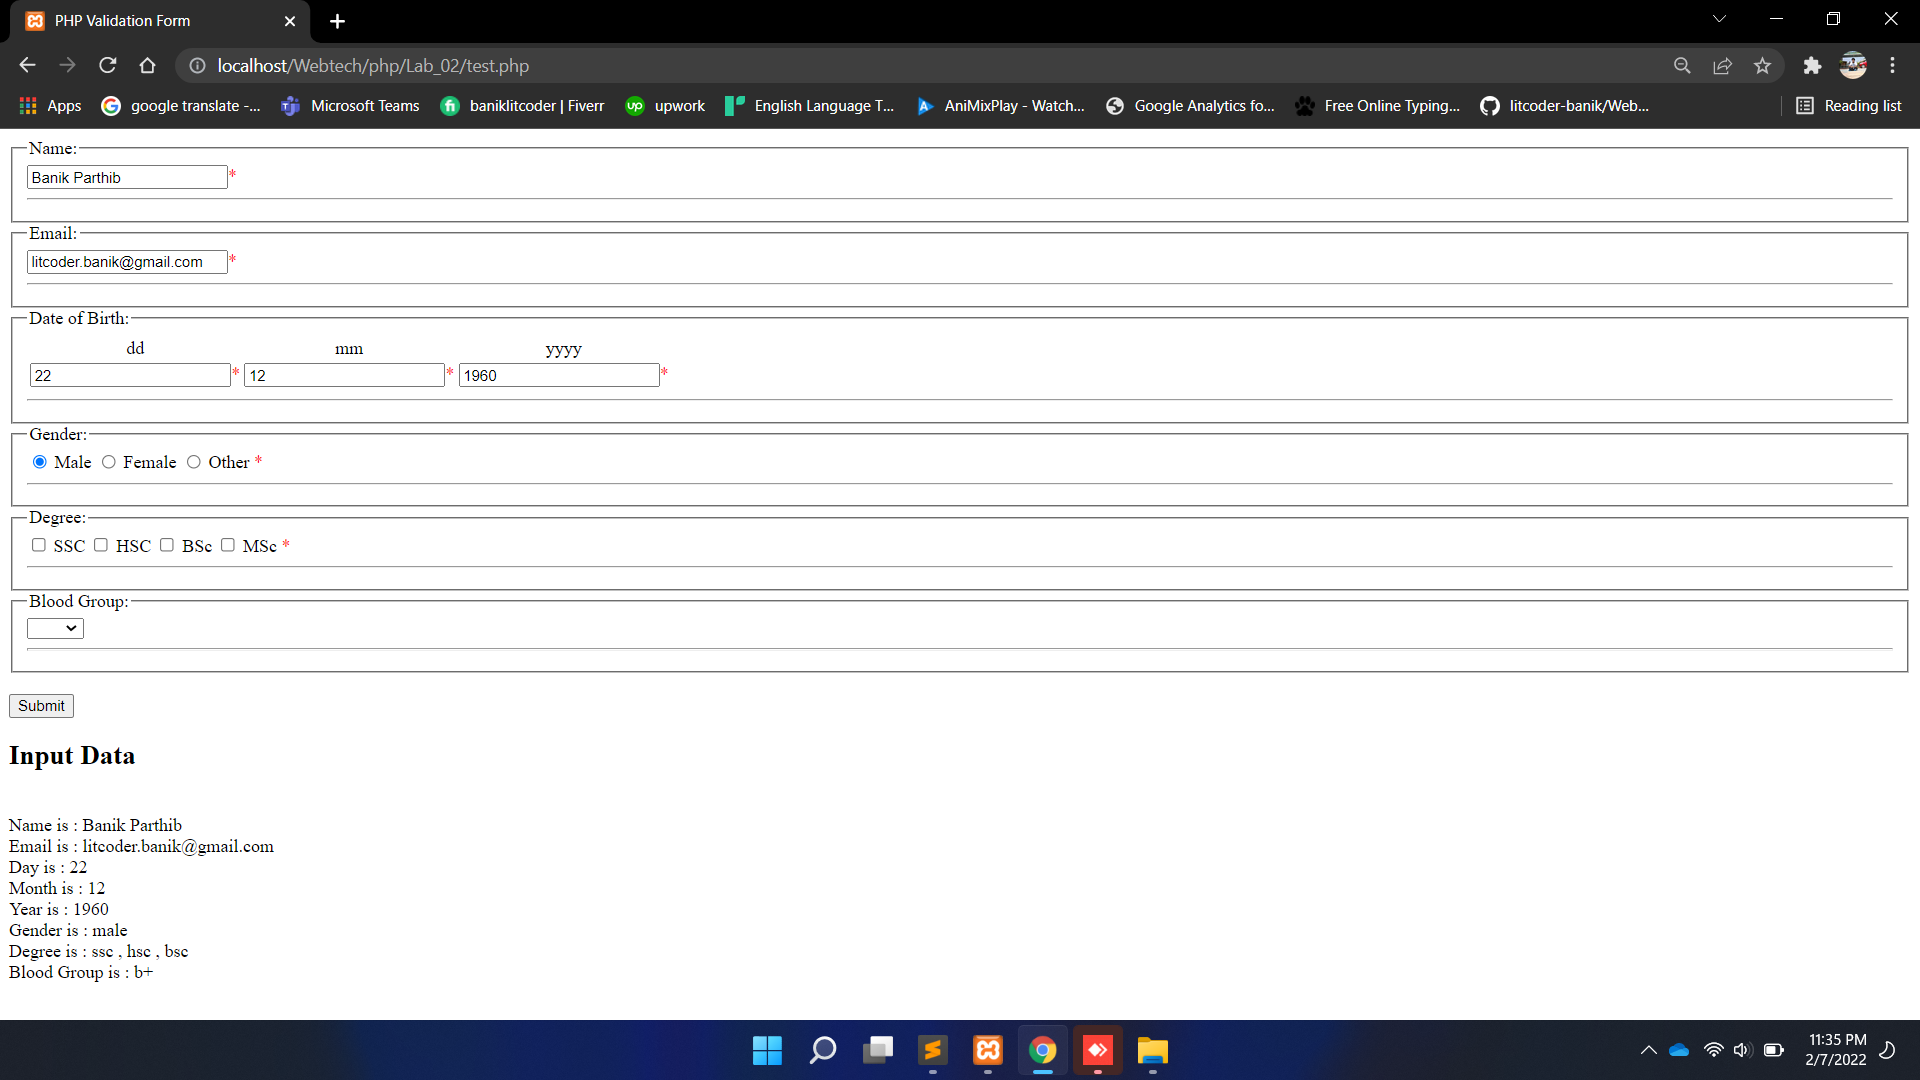 PHP Validation Form
localhost/Webtech/php/Lab_02/test.php
Apps google translate -... Microsoft Teams baniklitcoder | Fiverr upwork English Language T... AniMixPlay - Watch... Google Analytics fo... Free Online Typing... litcoder-banik/Web... Reading list
Name:
Banik Parthib *
Email:
litcoder.banik@gmail.com *
Date of Birth:
dd mm yyyy
22 * 12 * 1960 *
Gender:
Male Female Other *
Degree:
SSC HSC BSc MSc *
Blood Group:
Submit
Input Data
Name is : Banik Parthib
Email is : litcoder.banik@gmail.com
Day is : 22
Month is : 12
Year is : 1960
Gender is : male
Degree is : ssc , hsc , bsc
Blood Group is : b+
11:35 PM
2/7/2022